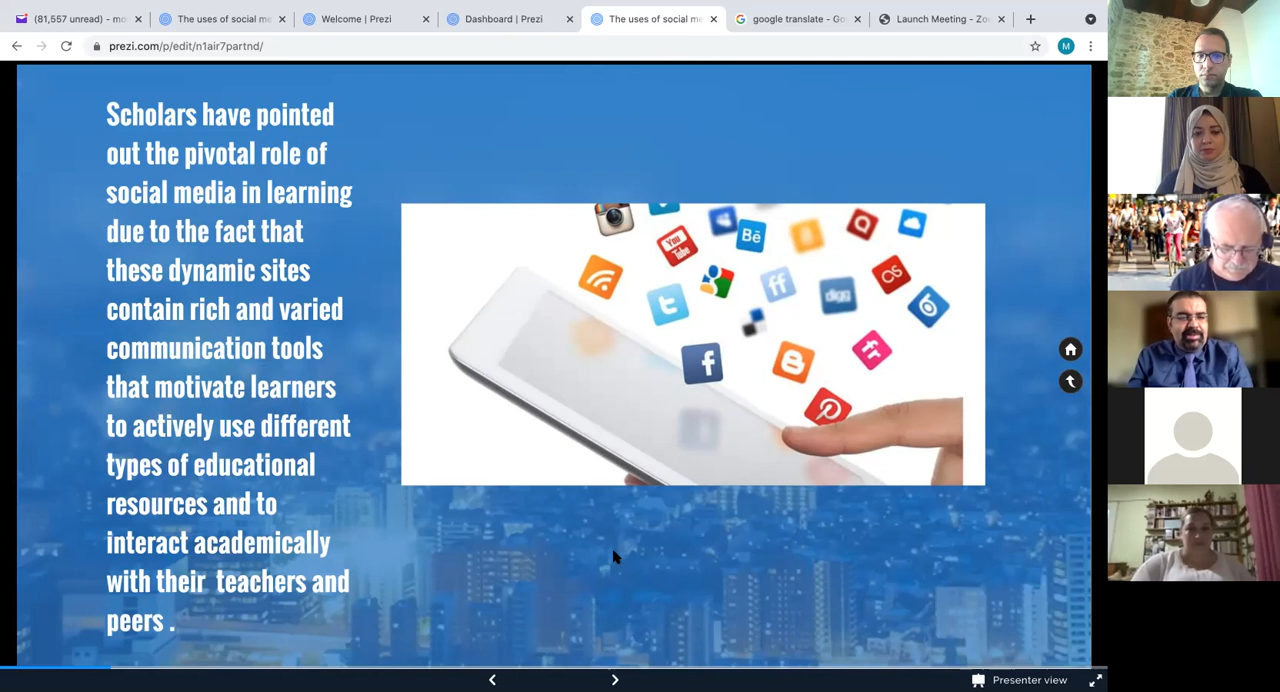 (81,557 unread) - mo
The uses of social me
Welcome | Prezi
Dashboard | Prezi
The uses of social me
google translate - Go
Launch Meeting - Zo
prezi.com/p/edit/n1air7partnd/
M
Scholars have pointed
out the pivotal role of
social media in learning
due to the fact that
these dynamic sites
contain rich and varied
communication tools
that motivate learners
to actively use different
types of educational
resources and to
interact academically
with their teachers and
peers .
You
Tube
Bē
digg
Presenter view